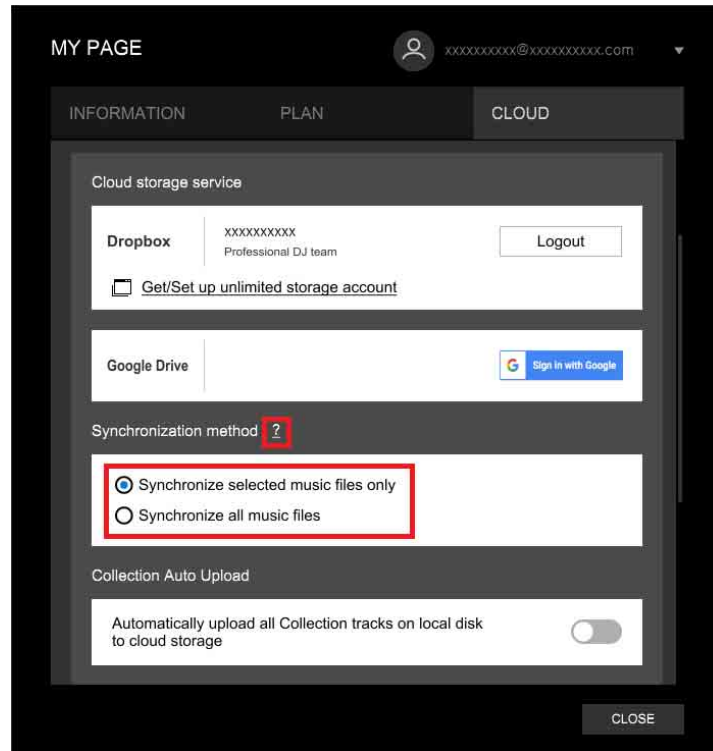 MY PAGE
xxxxxxxxxx@xxxxxxxxxx.com
INFORMATION PLAN CLOUD
Cloud storage service
Dropbox
xxxxxxxxxx
Professional DJ team
Logout
Get/Set up unlimited storage account
Google Drive
G Sign in with Google
Synchronization method ?
Synchronize selected music files only
Synchronize all music files
Collection Auto Upload
Automatically upload all Collection tracks on local disk
to cloud storage
CLOSE